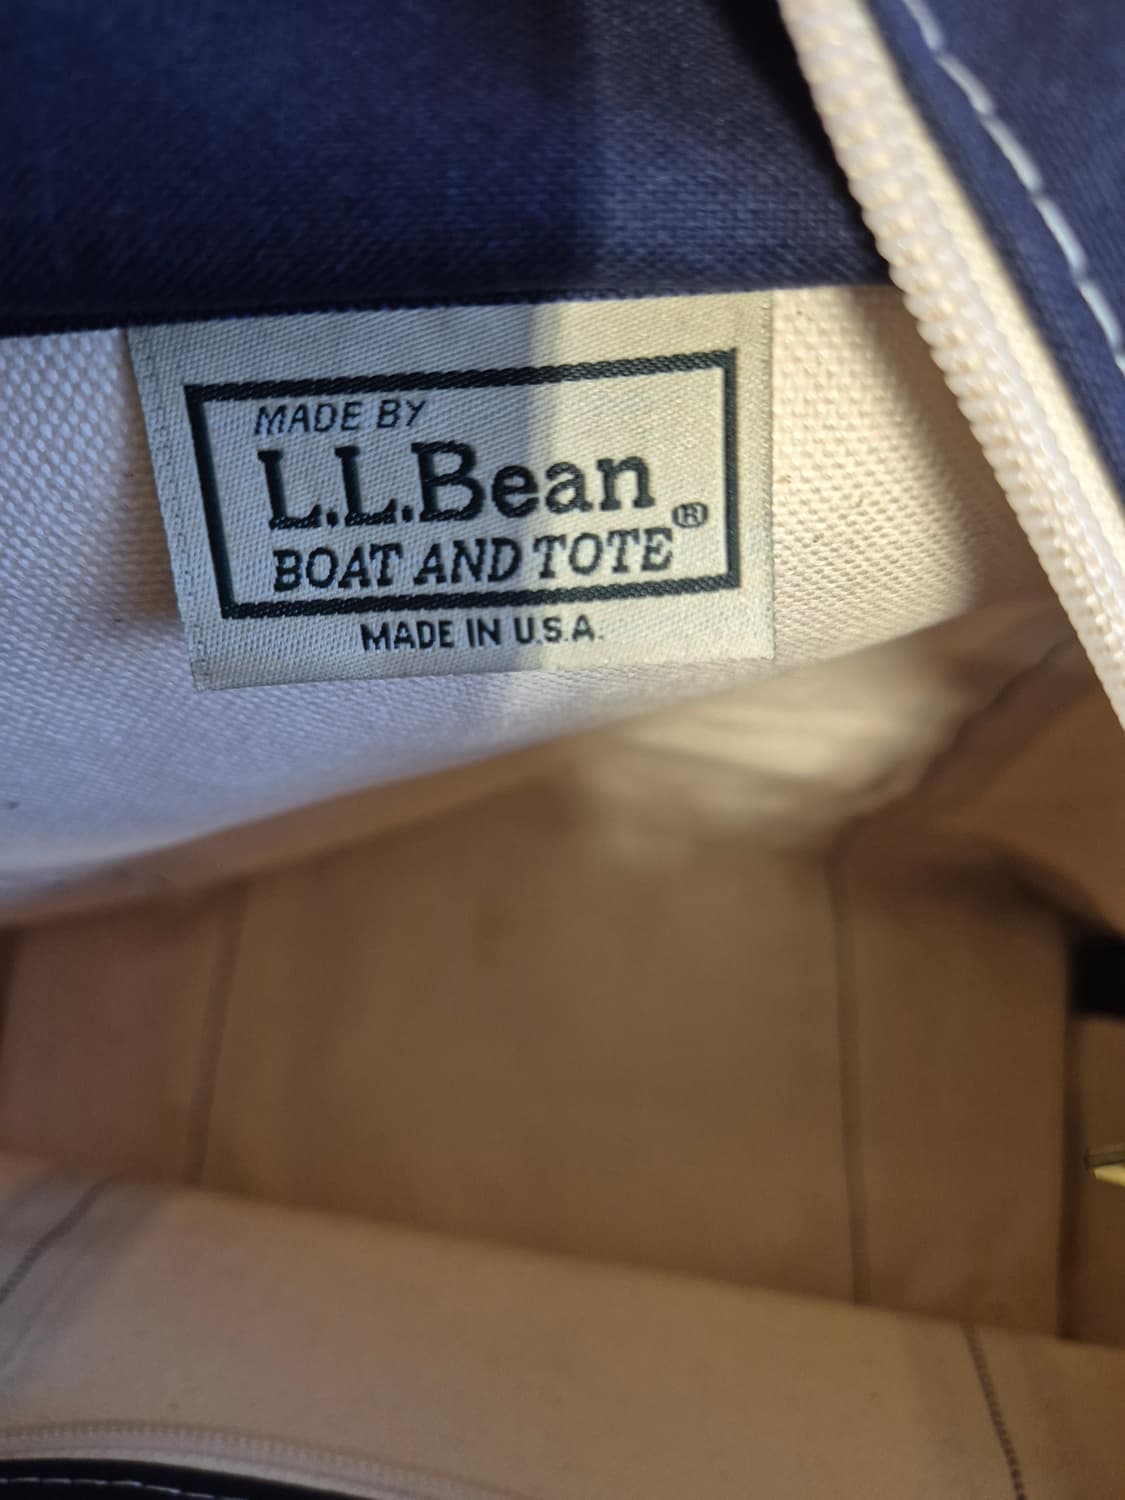 MADE BY
L.L.Bean
BOAT AND TOTE®
MADE IN U.S.A.